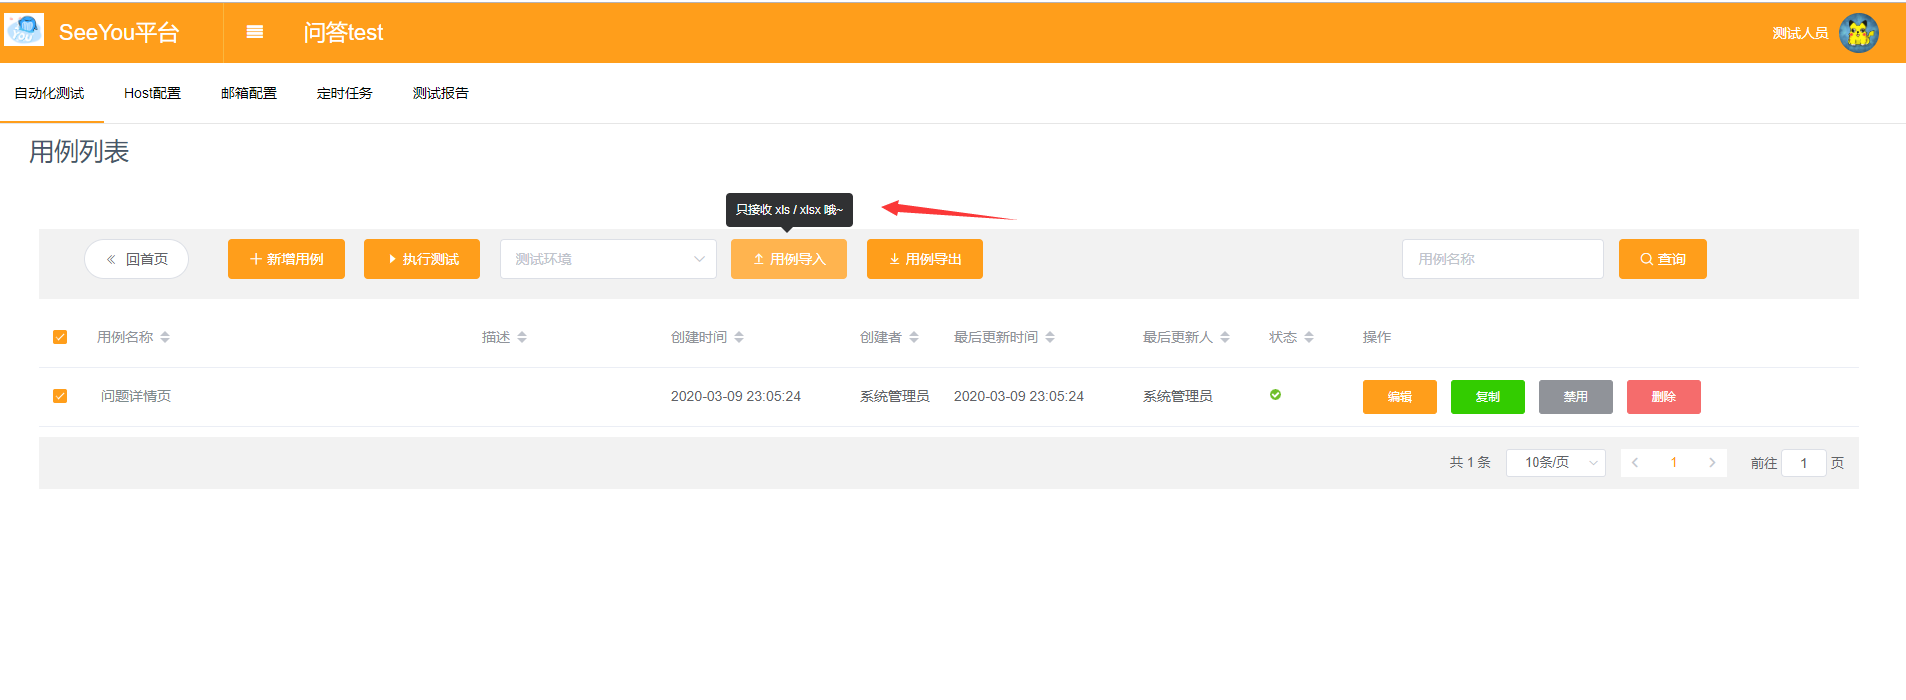 SeeYou平台
问答test
测试人员
自动化测试 Host配置 邮箱配置 定时任务 测试报告
用例列表
只接收 xls / xlsx 哦~
回首页 新增用例 执行测试 测试环境 用例导入 用例导出 用例名称 查询
用例名称 描述 创建时间 创建者 最后更新时间 最后更新人 状态 操作
问题详情页 2020-03-09 23:05:24 系统管理员 2020-03-09 23:05:24 系统管理员 编辑 复制 禁用 删除
共 1 条 10条/页 1 前往 1 页